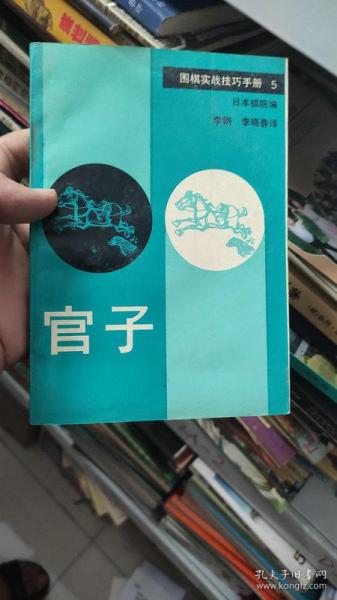 围棋实战技巧手册 5
日本棋院编
李钢 李晓春译
官子
孔夫子旧书网